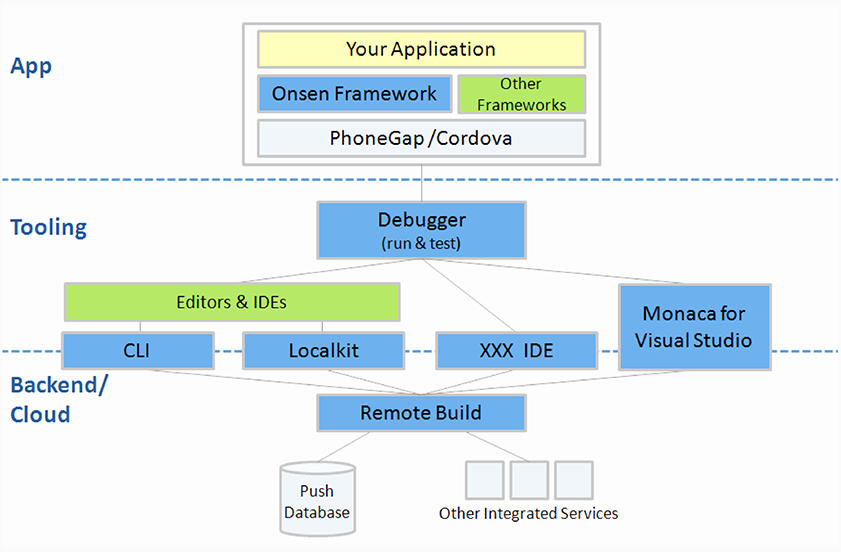 App
Your Application
Onsen Framework
Other
Frameworks
PhoneGap /Cordova
Tooling
Debugger
(run & test)
Editors & IDEs
Monaca for
Visual Studio
CLI
Localkit
XXX IDE
Backend/
Cloud
Remote Build
Push
Database
Other Integrated Services